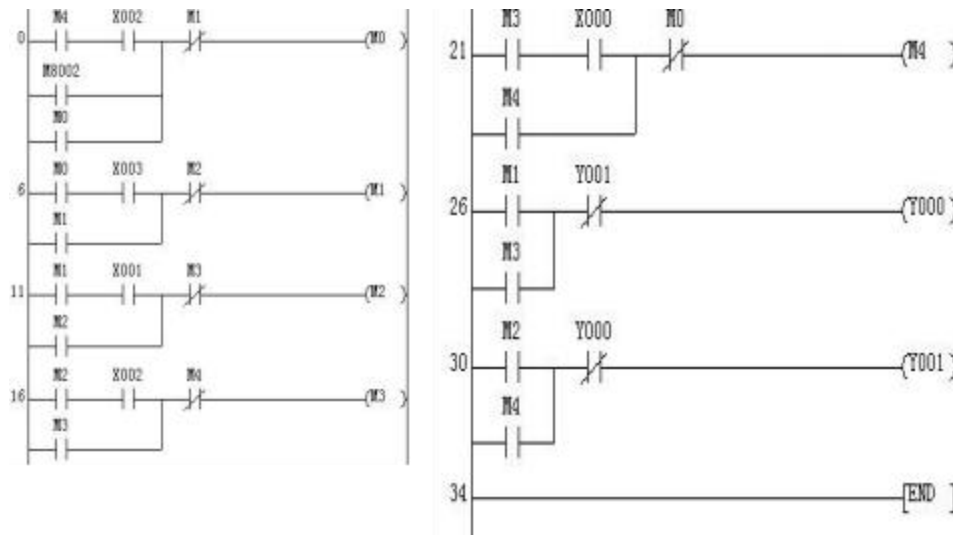 M4 X002 M1
0 (M0 )
M8002
M0
M0 X003 M2
6 (M1 )
M1
M1 X001 M3
11 (M2 )
M2
M2 X002 M4
16 (M3 )
M3
M3 X000 M0
21 (M4 )
M4
M1 Y001
26 (Y000 )
M3
M2 Y000
30 (Y001 )
M4
34 [END ]